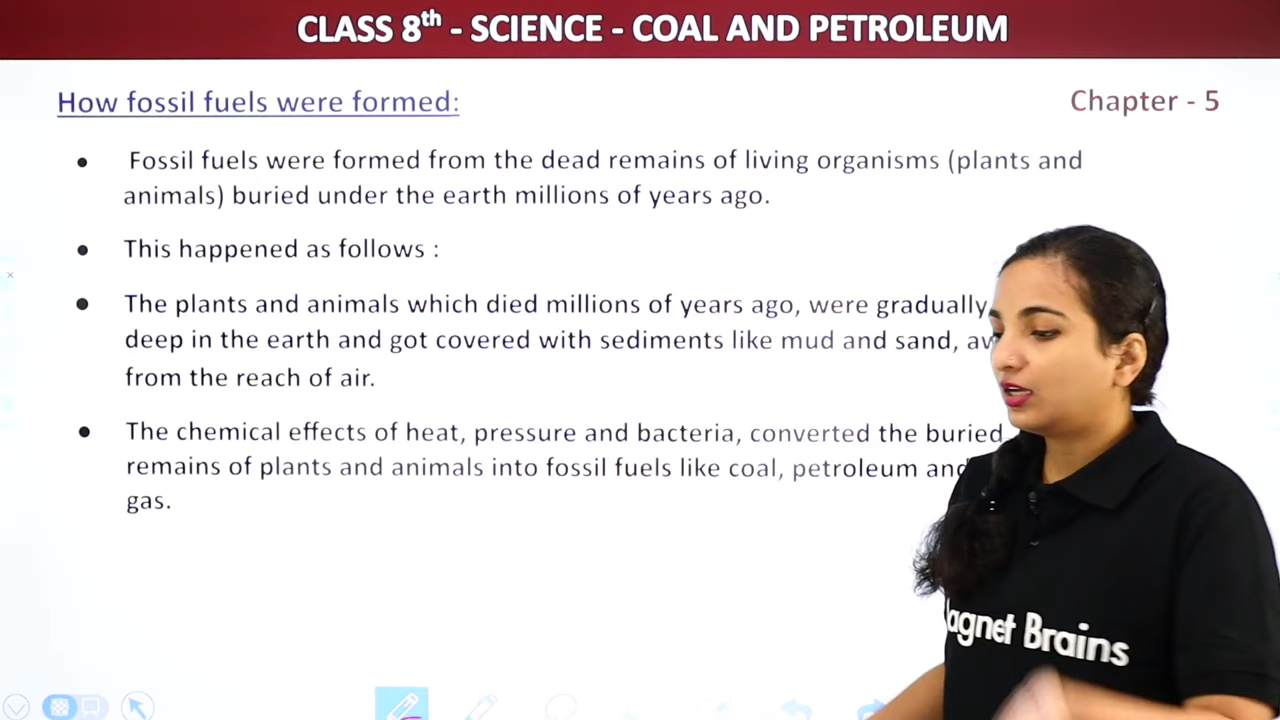 CLASS 8th - SCIENCE - COAL AND PETROLEUM
How fossil fuels were formed:
Chapter - 5
• Fossil fuels were formed from the dead remains of living organisms (plants and
animals) buried under the earth millions of years ago.
• This happened as follows :
• The plants and animals which died millions of years ago, were gradually
deep in the earth and got covered with sediments like mud and sand,
from the reach of air.
• The chemical effects of heat, pressure and bacteria, converted the buried
remains of plants and animals into fossil fuels like coal, petroleum and
gas.
agnet Brains